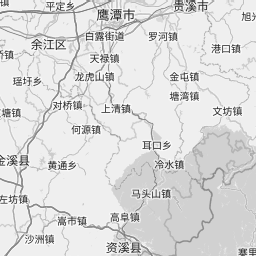 平定乡
鹰潭市
贵溪市
余江区
白露街道
罗河镇
港口镇
天禄镇
瑶圩乡
龙虎山镇
金屯镇
塘湾镇
对桥镇
上清镇
文坊镇
塘镇
何源镇
耳口乡
金溪县
黄通乡
冷水镇
马头山镇
左坊镇
嵩市镇
高阜镇
沙洲镇
资溪县